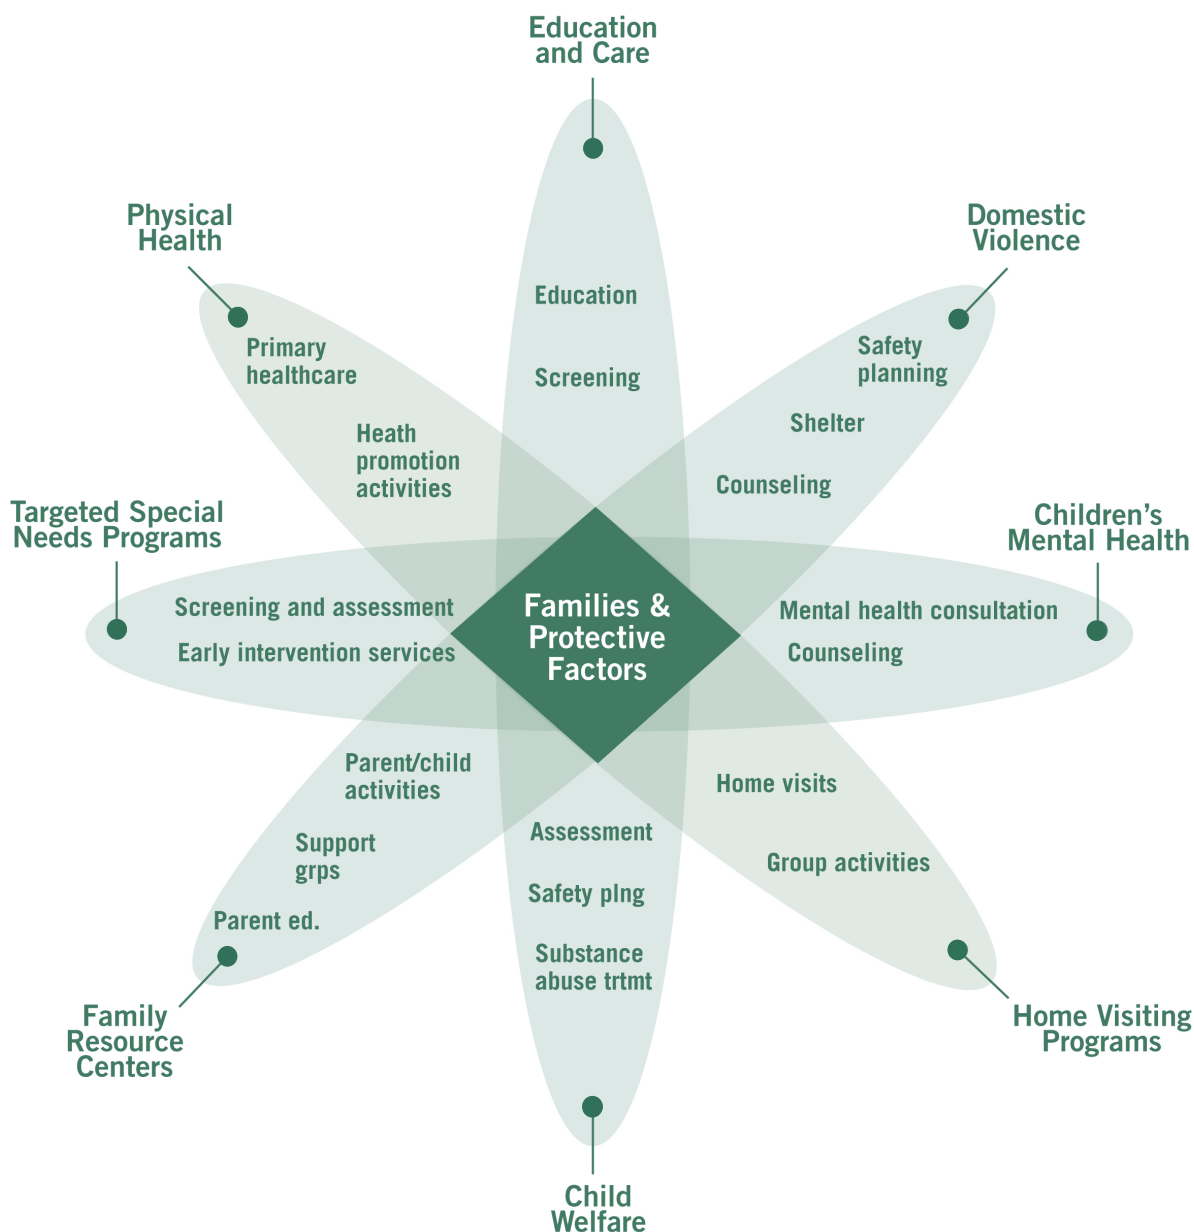 Education
and Care
Physical
Health
Domestic
Violence
Education
Screening
Primary
healthcare
Heath
promotion
activities
Safety
planning
Shelter
Counseling
Targeted Special
Needs Programs
Children's
Mental Health
Screening and assessment
Early intervention services
Families &
Protective
Factors
Mental health consultation
Counseling
Parent/child
activities
Support
grps
Parent ed.
Assessment
Safety plng
Substance
abuse trtmt
Home visits
Group activities
Family
Resource
Centers
Home Visiting
Programs
Child
Welfare